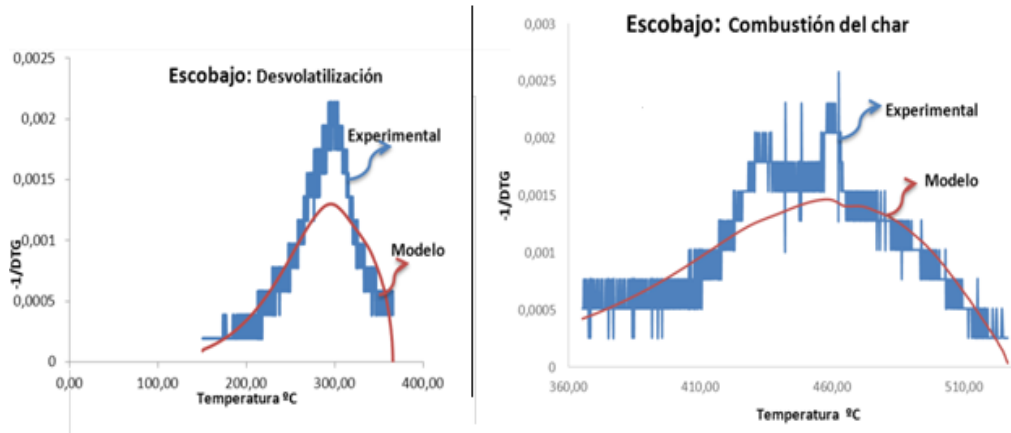 Escobajo: Desvolatilización
0,0025
0,002
0,0015
0,001
0,0005
0
-1/DTG
Experimental
Modelo
0,00
100,00
200,00
300,00
400,00
Temperatura ºC
Escobajo: Combustión del char
0,003
0,0025
0,002
0,0015
0,001
0,0005
0
-1/DTG
Experimental
Modelo
360,00
410,00
460,00
510,00
Temperatura ºC